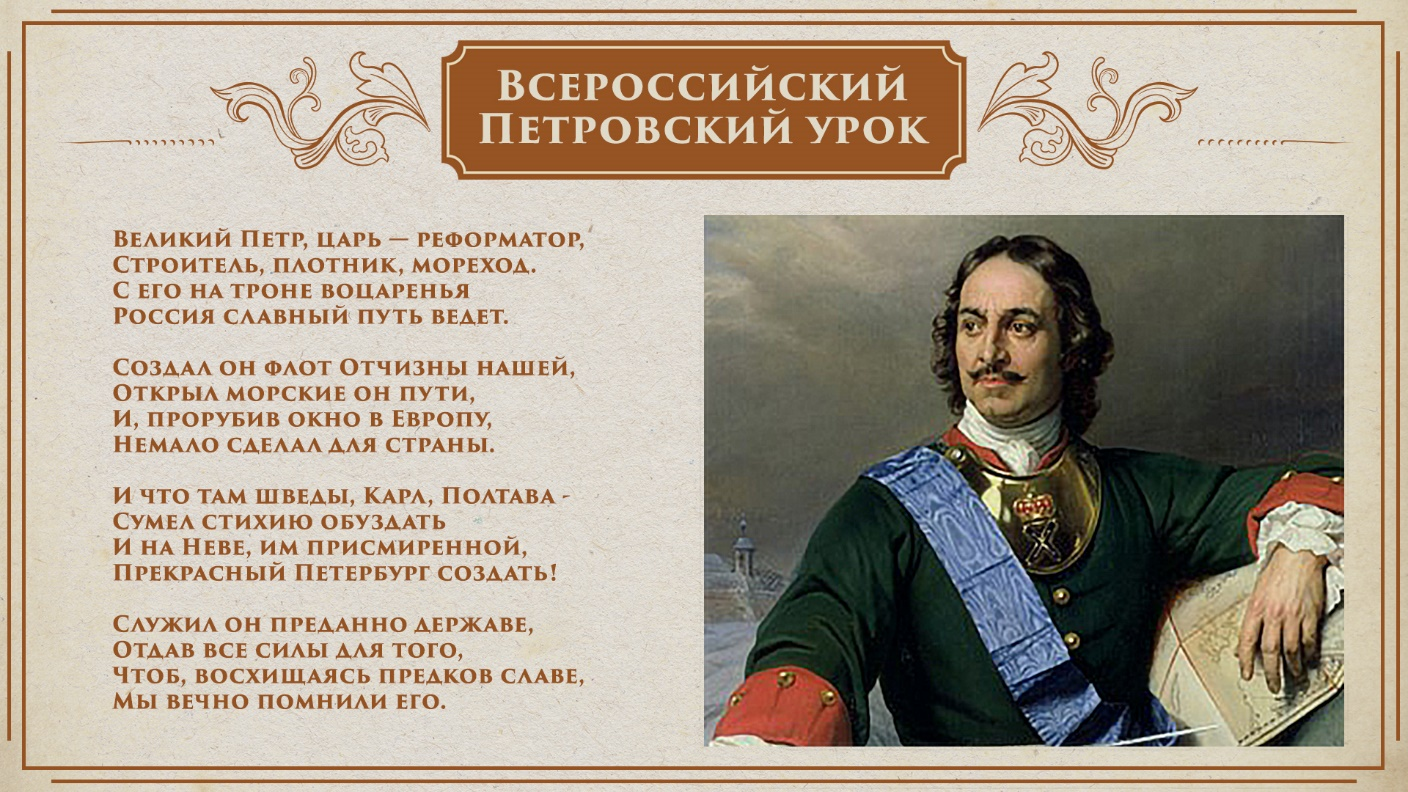 Всероссийский
Петровский урок
Великий Петр, царь — реформатор,
Строитель, плотник, мореход.
С его на троне воцаренья
Россия славный путь ведет.
Создал он флот Отчизны нашей,
Открыл морские он пути,
И, прорубив окно в Европу,
Немало сделал для страны.
И что там шведы, Карл, Полтава -
Сумел стихию обуздать
И на Неве, им присмиренной,
Прекрасный Петербург создать!
Служил он преданно державе,
Отдав все силы для того,
Чтоб, восхищаясь предков славе,
Мы вечно помнили его.